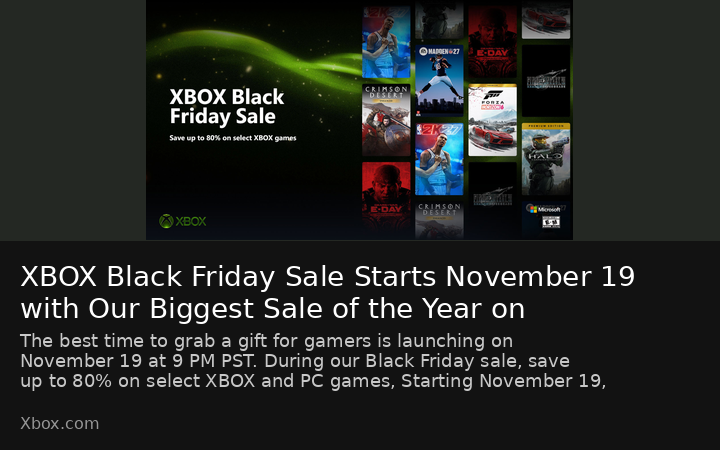 XBOX Black
Friday Sale
Save up to 80% on select XBOX games
XBOX
2K27
CRIMSON
DESERT
E-DAY
MADDEN 27
2K27
CRIMSON
DESERT
E-DAY
FORZA
HORIZON 6
PREMIUM EDITION
HALO
Microsoft
XBOX Black Friday Sale Starts November 19
with Our Biggest Sale of the Year on
The best time to grab a gift for gamers is launching on
November 19 at 9 PM PST. During our Black Friday sale, save
up to 80% on select XBOX and PC games, Starting November 19,
Xbox.com